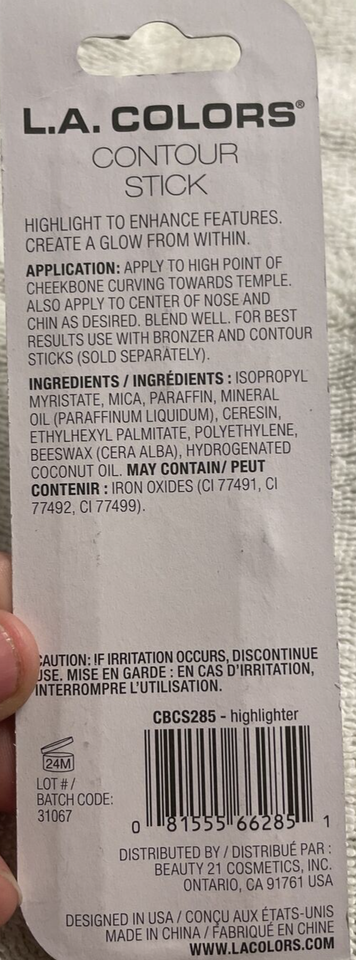 L.A. COLORS®
CONTOUR
STICK
HIGHLIGHT TO ENHANCE FEATURES.
CREATE A GLOW FROM WITHIN.
APPLICATION: APPLY TO HIGH POINT OF
CHEEKBONE CURVING TOWARDS TEMPLE.
ALSO APPLY TO CENTER OF NOSE AND
CHIN AS DESIRED. BLEND WELL. FOR BEST
RESULTS USE WITH BRONZER AND CONTOUR
STICKS (SOLD SEPARATELY).
INGREDIENTS / INGRÉDIENTS : ISOPROPYL
MYRISTATE, MICA, PARAFFIN, MINERAL
OIL (PARAFFINUM LIQUIDUM), CERESIN,
ETHYLHEXYL PALMITATE, POLYETHYLENE,
BEESWAX (CERA ALBA), HYDROGENATED
COCONUT OIL. MAY CONTAIN/ PEUT
CONTENIR : IRON OXIDES (CI 77491, CI
77492, CI 77499).
CAUTION: IF IRRITATION OCCURS, DISCONTINUE
USE. MISE EN GARDE : EN CAS D'IRRITATION,
INTERROMPRE L'UTILISATION.
CBCS285 - highlighter
24M
LOT # /
BATCH CODE:
31067
0 81555 66285 1
DISTRIBUTED BY / DISTRIBUÉ PAR :
BEAUTY 21 COSMETICS, INC.
ONTARIO, CA 91761 USA
DESIGNED IN USA / CONÇU AUX ÉTATS-UNIS
MADE IN CHINA / FABRIQUÉ EN CHINE
WWW.LACOLORS.COM